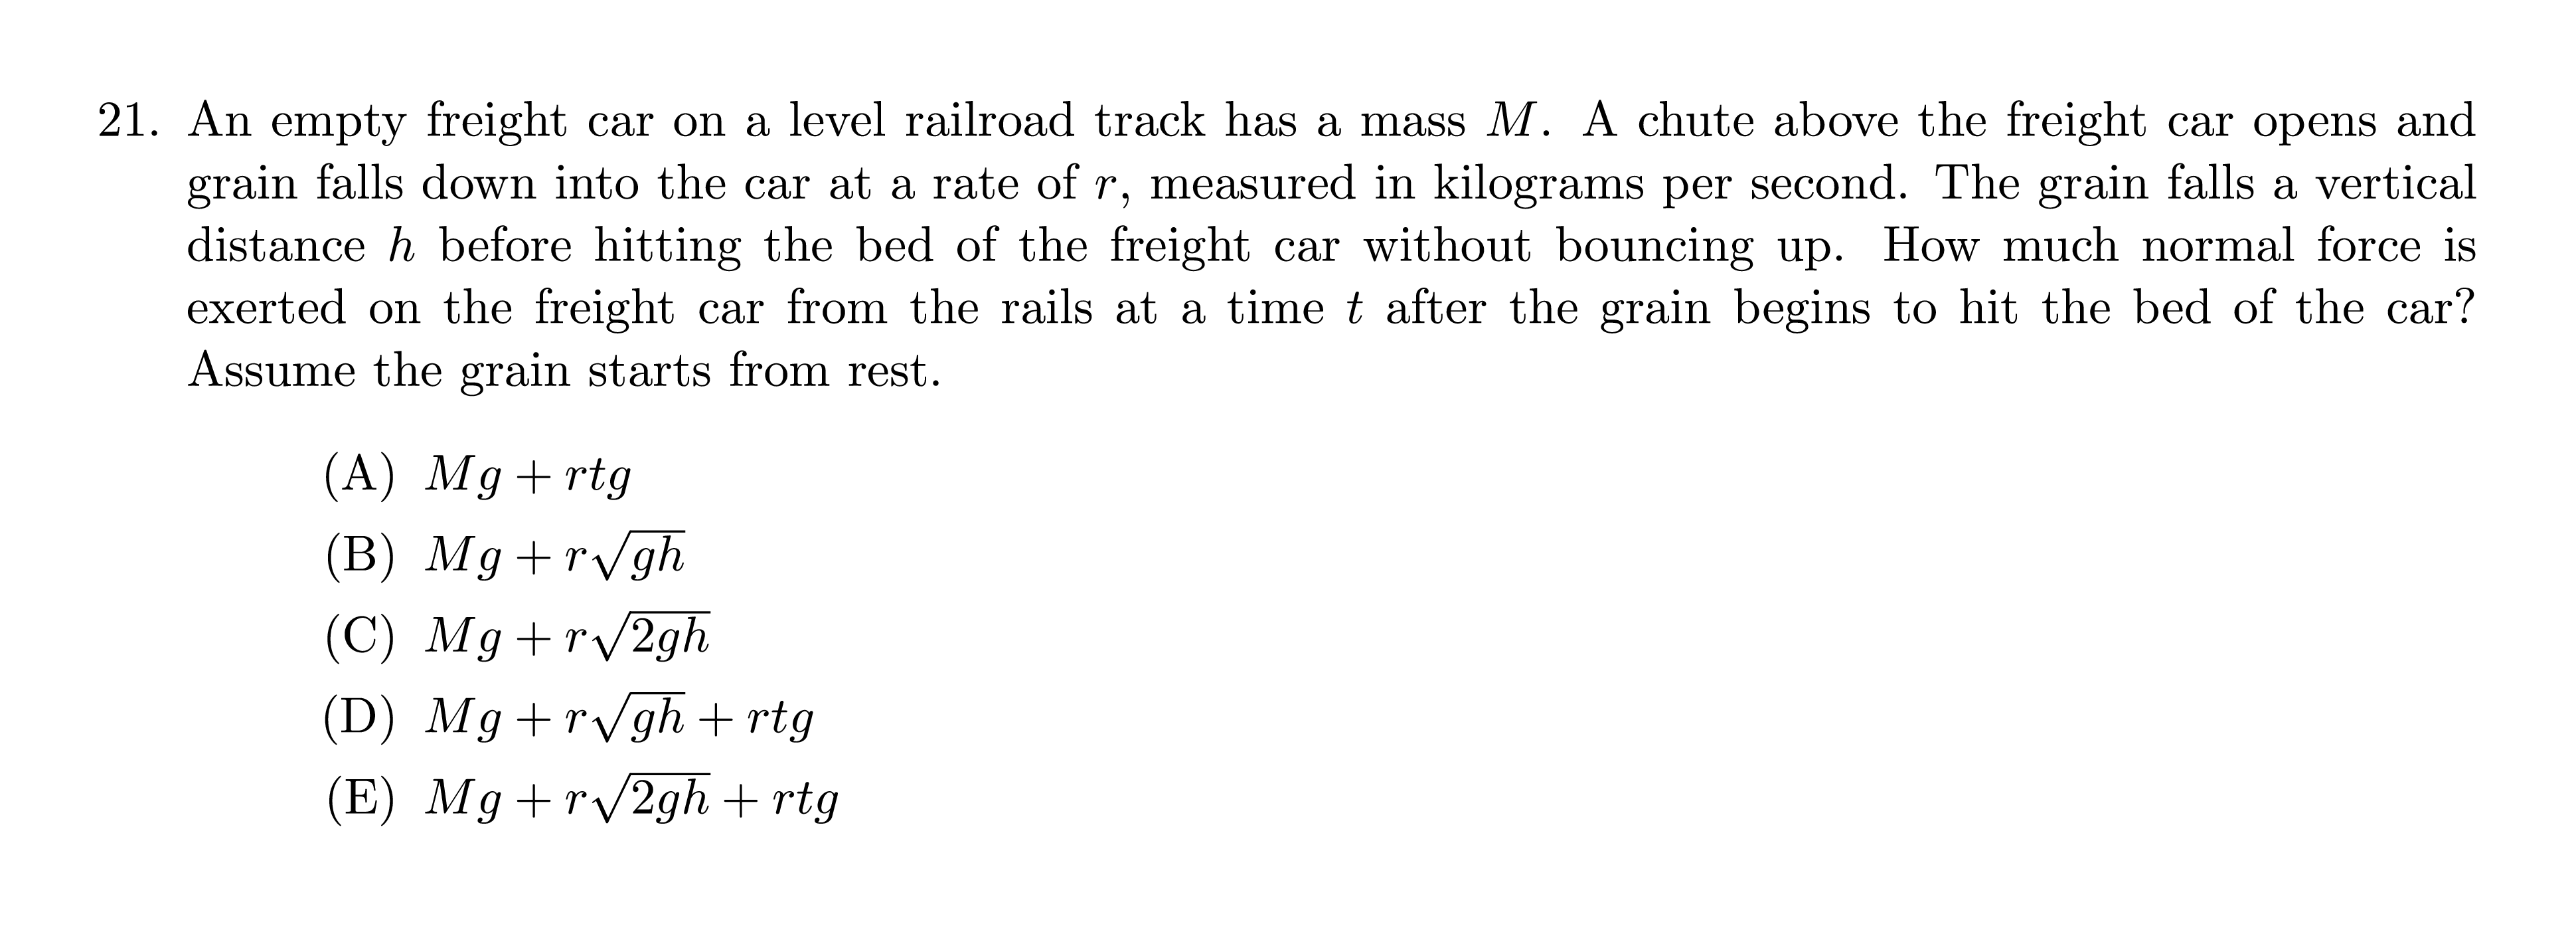 21. An empty freight car on a level railroad track has a mass M. A chute above the freight car opens and
grain falls down into the car at a rate of r, measured in kilograms per second. The grain falls a vertical
distance h before hitting the bed of the freight car without bouncing up. How much normal force is
exerted on the freight car from the rails at a time t after the grain begins to hit the bed of the car?
Assume the grain starts from rest.
(A) Mg + rtg
(B) Mg + r√gh
(C) Mg + r√2gh
(D) Mg + r√gh + rtg
(E) Mg + r√2gh + rtg